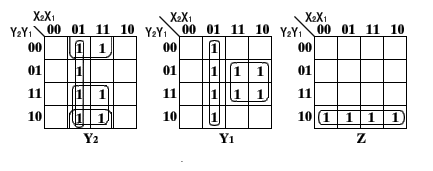 X₂X₁ X₂X₁ X₂X₁
Y₂Y₁ 00 01 11 10 Y₂Y₁ 00 01 11 10 Y₂Y₁ 00 01 11 10
00 1 1 00 1 00
01 1 01 1 1 1 01
11 1 1 11 1 1 1 11
10 1 1 10 1 10 1 1 1 1
Y₂ Y₁ Z